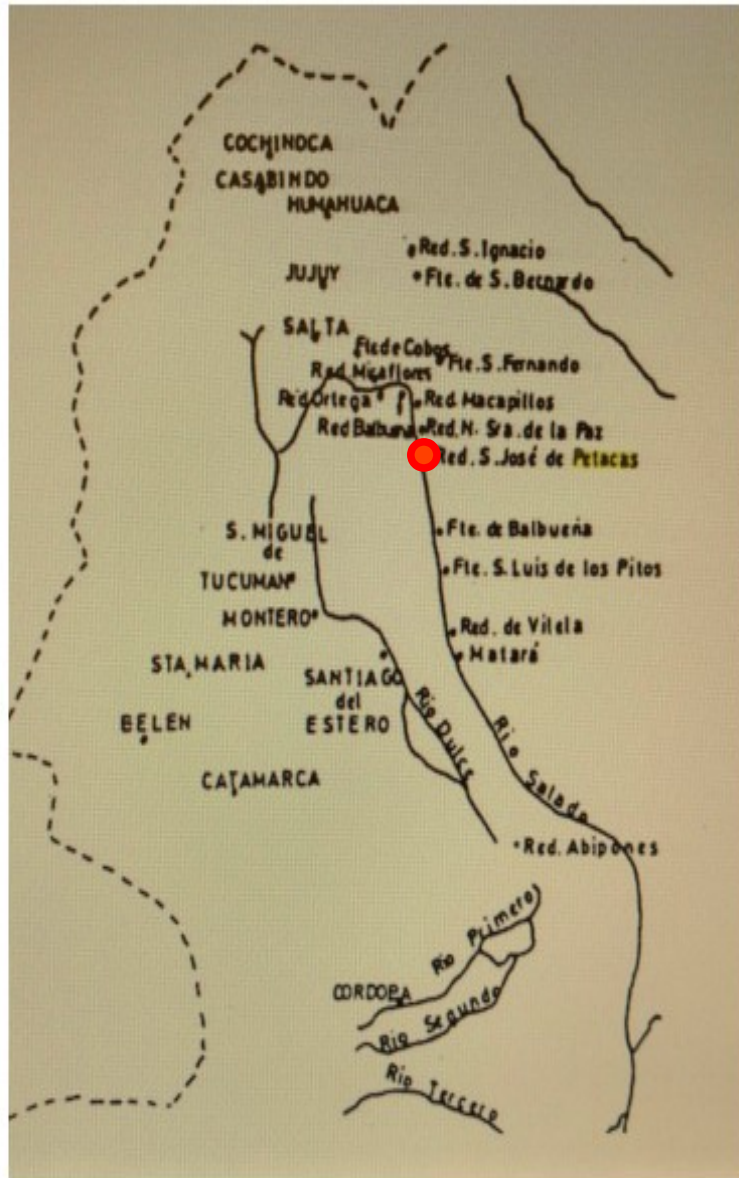 COCHINOCA
CASABINDO
HUMAHUACA
Red. S. Ignacio
JUJUY
Fte. de S. Bernardo
SALTA
Fte de Cobos
Fte. S. Fernando
Red. Miraflores
Red Ortega
Red. Macapillos
Red Balbuena
Red. N. Sra. de la Paz
Red. S. José de Petacas
S. MIGUEL
de
TUCUMAN
Fte. de Balbueña
Fte. S. Luis de los Pitos
MONTERO
Red. de Vilela
Matará
STA. MARIA
SANTIAGO
del
ESTERO
BELEN
Rio Dulce
Rio Salado
CATAMARCA
Red. Abipones
Rio Primero
CORDOBA
Rio Segundo
Rio Tercero